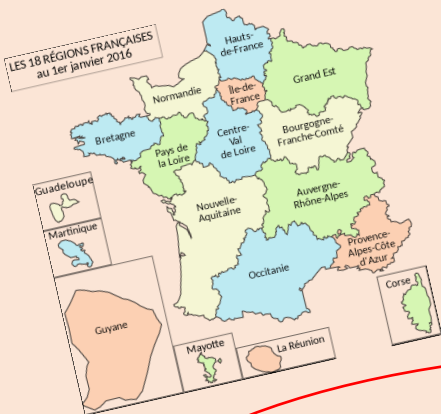 LES 18 RÉGIONS FRANÇAISES
au 1er janvier 2016
Hauts-
de-France
Normandie
Île-de-
France
Grand Est
Bretagne
Pays de
la Loire
Centre-
Val
de Loire
Bourgogne-
Franche-Comté
Nouvelle-
Aquitaine
Auvergne-
Rhône-Alpes
Occitanie
Provence-
Alpes-Côte
d'Azur
Corse
Guadeloupe
Martinique
Guyane
Mayotte
La Réunion